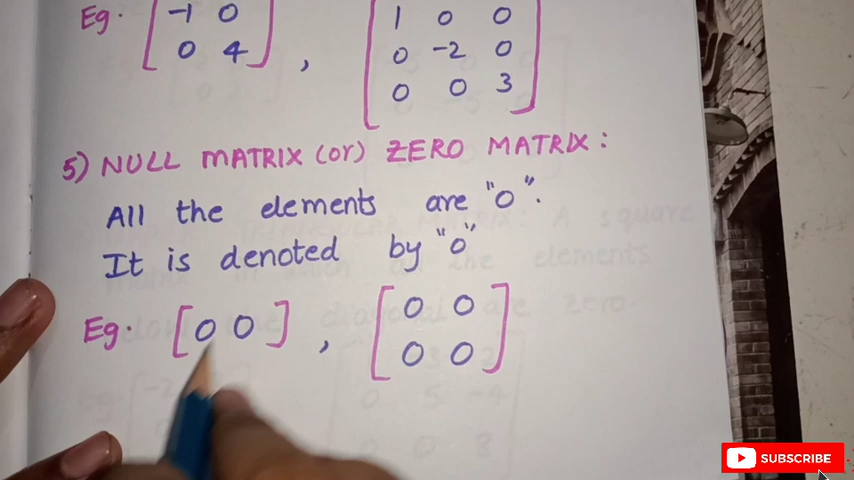 Eg. [-1 0
0 4] , [1 0 0
0 -2 0
0 0 3]
5) NULL MATRIX (or) ZERO MATRIX:
All the elements are "0".
It is denoted by "0"
Eg. [0 0] , [0 0
0 0]
SUBSCRIBE